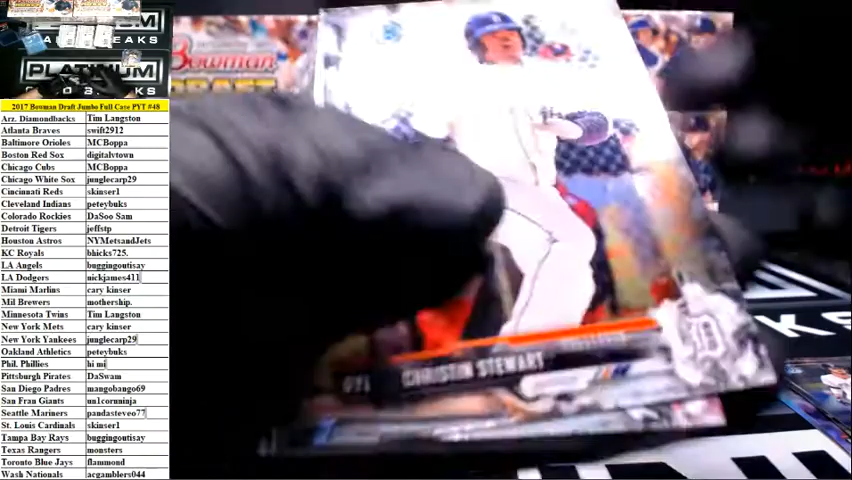 PLATINUM
2017 Bowman Draft Jumbo Full Case PYT #48
Arz. Diamondbacks Tim Langston
Atlanta Braves swift2912
Baltimore Orioles MCBoppa
Boston Red Sox digitalvtown
Chicago Cubs MCBoppa
Chicago White Sox junglecarp29
Cincinnati Reds skinser1
Cleveland Indians peteybuks
Colorado Rockies DaSoo Sam
Detroit Tigers jeffstp
Houston Astros NYMetsandJets
KC Royals bhicks725.
LA Angels buggingoutisay
LA Dodgers nickjames411
Miami Marlins cary kinser
Mil Brewers mothership.
Minnesota Twins Tim Langston
New York Mets cary kinser
New York Yankees junglecarp29
Oakland Athletics peteybuks
Phil. Phillies hi mi
Pittsburgh Pirates DaSwam
San Diego Padres mangobango69
San Fran Giants un1cornninja
Seattle Mariners pandasteveo77
St. Louis Cardinals skinser1
Tampa Bay Rays buggingoutisay
Texas Rangers monsters
Toronto Blue Jays flammond
Wash Nationals acgamblers044
Bowman
DRAFT
CHRISTIN STEWART